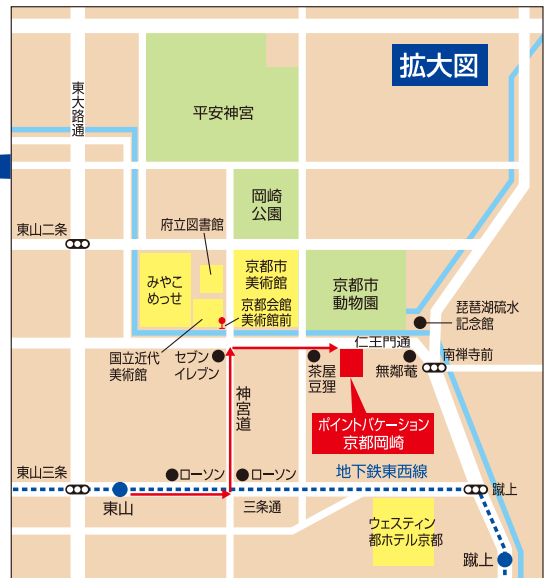 拡大図
東大路通
平安神宮
岡崎
公園
府立図書館
東山二条
みやこ
めっせ
京都市
美術館
京都市
動物園
京都会館
美術館前
琵琶湖疏水
記念館
仁王門通
国立近代
美術館
セブン
イレブン
茶屋
豆狸
無鄰菴
南禅寺前
神宮道
ポイントバケーション
京都岡崎
東山三条
ローソン
ローソン
地下鉄東西線
東山
三条通
蹴上
ウェスティン
都ホテル京都
蹴上